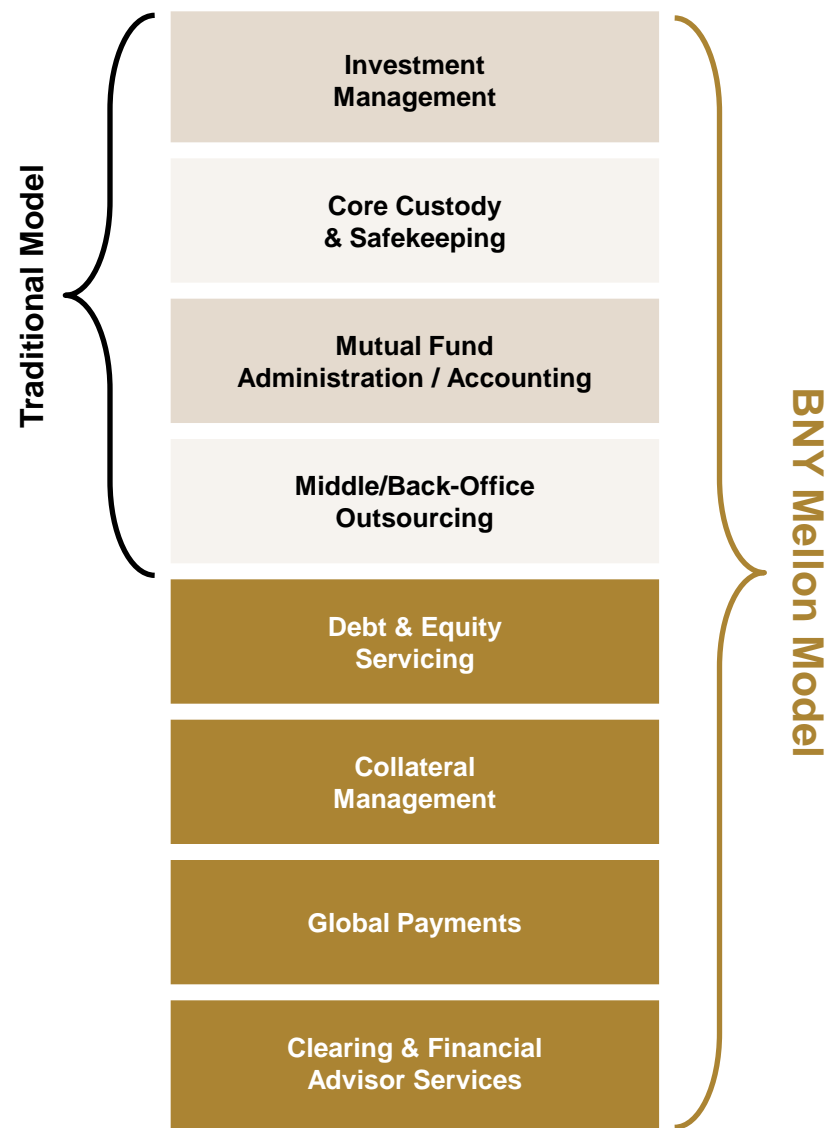 Traditional Model
Investment
Management
Core Custody
& Safekeeping
Mutual Fund
Administration / Accounting
Middle/Back-Office
Outsourcing
Debt & Equity
Servicing
Collateral
Management
Global Payments
Clearing & Financial
Advisor Services
BNY Mellon Model